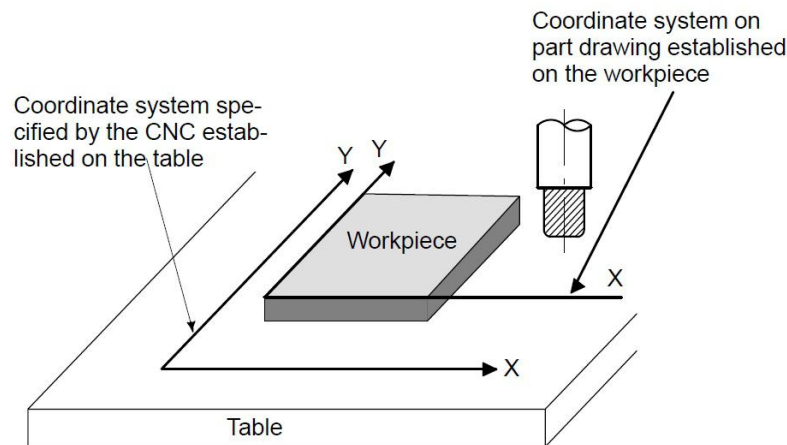 Coordinate system on
part drawing established
on the workpiece
Coordinate system spe-
cified by the CNC estab-
lished on the table
Y
Y
Workpiece
X
X
Table